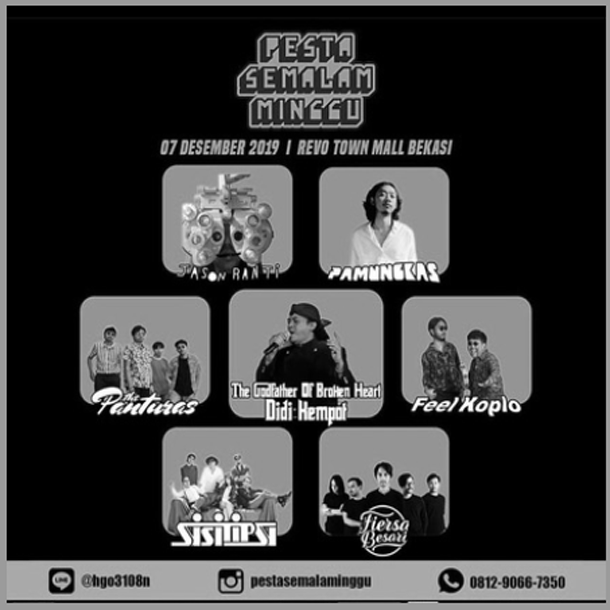 PESTA
SEMALAM
MINGGU
07 DESEMBER 2019 | REVO TOWN MALL BEKASI
JASON RANTI
PAMUNGKAS
The Panturas
The Godfather Of Broken Heart
Didi Kempot
Feel Koplo
SISITIPSI
Fiersa
Besari
LINE
@hgo3108n
pestasemalaminggu
0812-9066-7350